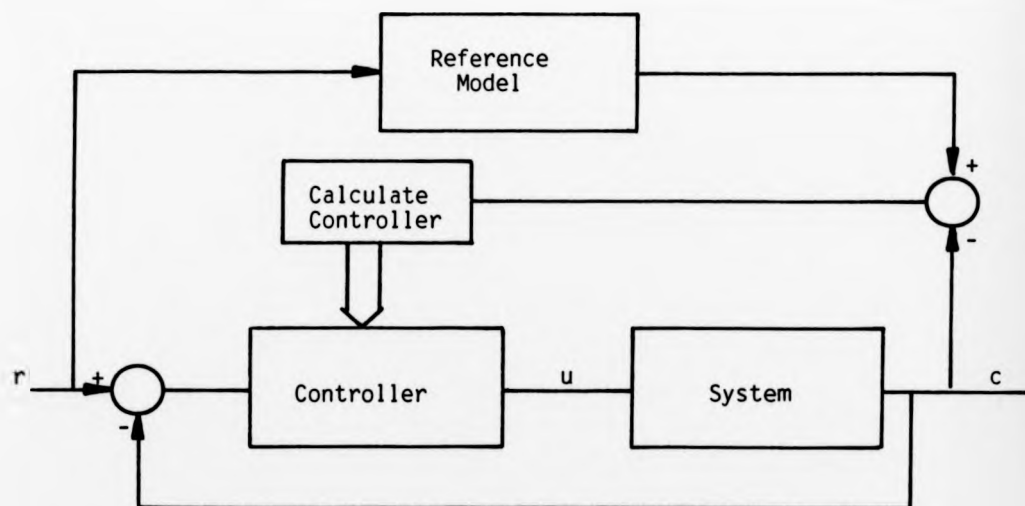 Reference
Model
+
Calculate
Controller
-
r
+
Controller
u
System
c
-